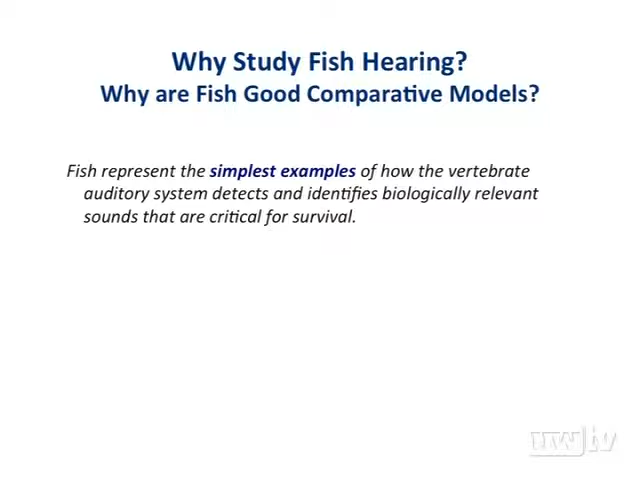 Why Study Fish Hearing?
Why are Fish Good Comparative Models?
Fish represent the simplest examples of how the vertebrate
auditory system detects and identifies biologically relevant
sounds that are critical for survival.
uwtv